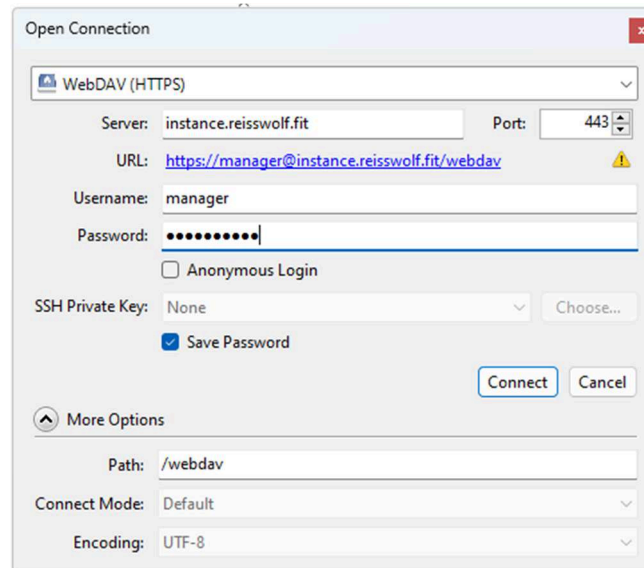 Open Connection
x
WebDAV (HTTPS)
Server: instance.reisswolf.fit Port: 443
URL: https://manager@instance.reisswolf.fit/webdav
Username: manager
Password: ●●●●●●●●●●
Anonymous Login
SSH Private Key: None Choose...
Save Password
Connect Cancel
More Options
Path: /webdav
Connect Mode: Default
Encoding: UTF-8